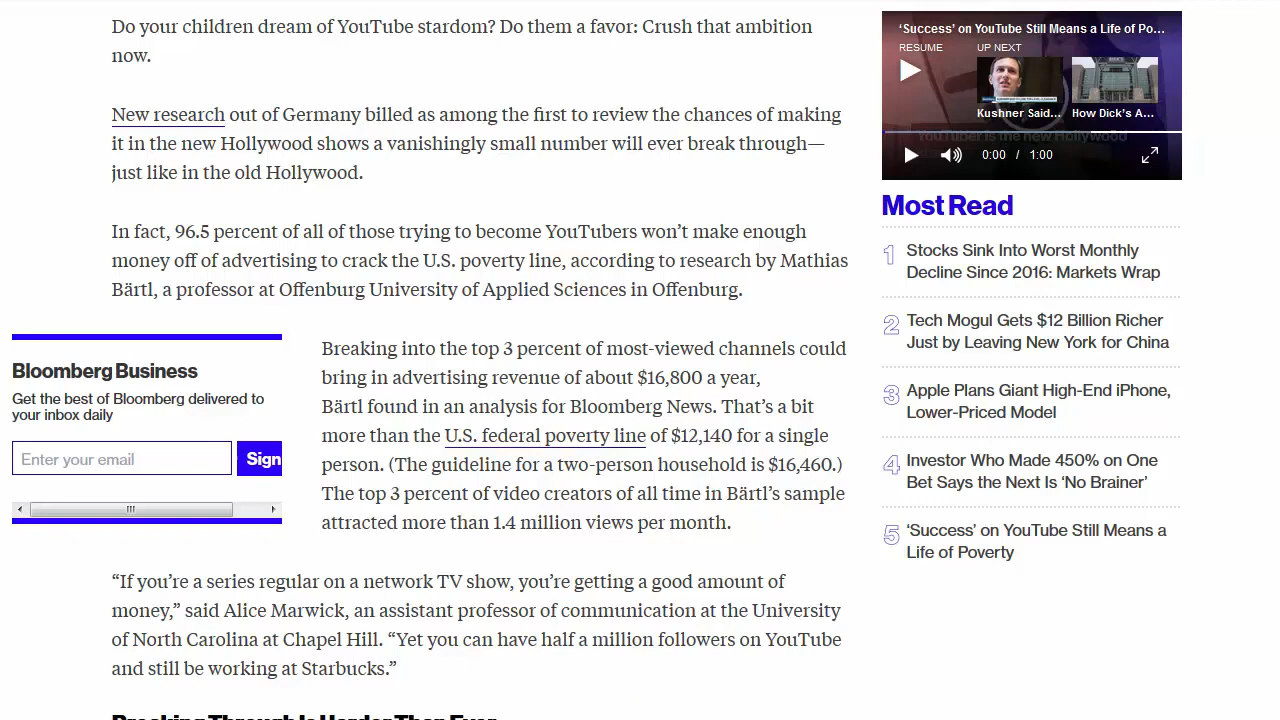 Do your children dream of YouTube stardom? Do them a favor: Crush that ambition
now.
New research out of Germany billed as among the first to review the chances of making
it in the new Hollywood shows a vanishingly small number will ever break through—
just like in the old Hollywood.
In fact, 96.5 percent of all of those trying to become YouTubers won’t make enough
money off of advertising to crack the U.S. poverty line, according to research by Mathias
Bärtl, a professor at Offenburg University of Applied Sciences in Offenburg.
Bloomberg Business
Get the best of Bloomberg delivered to
your inbox daily
Enter your email
Sign
Breaking into the top 3 percent of most-viewed channels could
bring in advertising revenue of about $16,800 a year,
Bärtl found in an analysis for Bloomberg News. That’s a bit
more than the U.S. federal poverty line of $12,140 for a single
person. (The guideline for a two-person household is $16,460.)
The top 3 percent of video creators of all time in Bärtl’s sample
attracted more than 1.4 million views per month.
“If you’re a series regular on a network TV show, you’re getting a good amount of
money,” said Alice Marwick, an assistant professor of communication at the University
of North Carolina at Chapel Hill. “Yet you can have half a million followers on YouTube
and still be working at Starbucks.”
Breaking Through Is Harder Than Ever
‘Success’ on YouTube Still Means a Life of Po...
RESUME
UP NEXT
Kushner Said...
How Dick’s A...
YouTuber is the new Hollywood
0:00 / 1:00
Most Read
1 Stocks Sink Into Worst Monthly
Decline Since 2016: Markets Wrap
2 Tech Mogul Gets $12 Billion Richer
Just by Leaving New York for China
3 Apple Plans Giant High-End iPhone,
Lower-Priced Model
4 Investor Who Made 450% on One
Bet Says the Next Is ‘No Brainer’
5 ‘Success’ on YouTube Still Means a
Life of Poverty